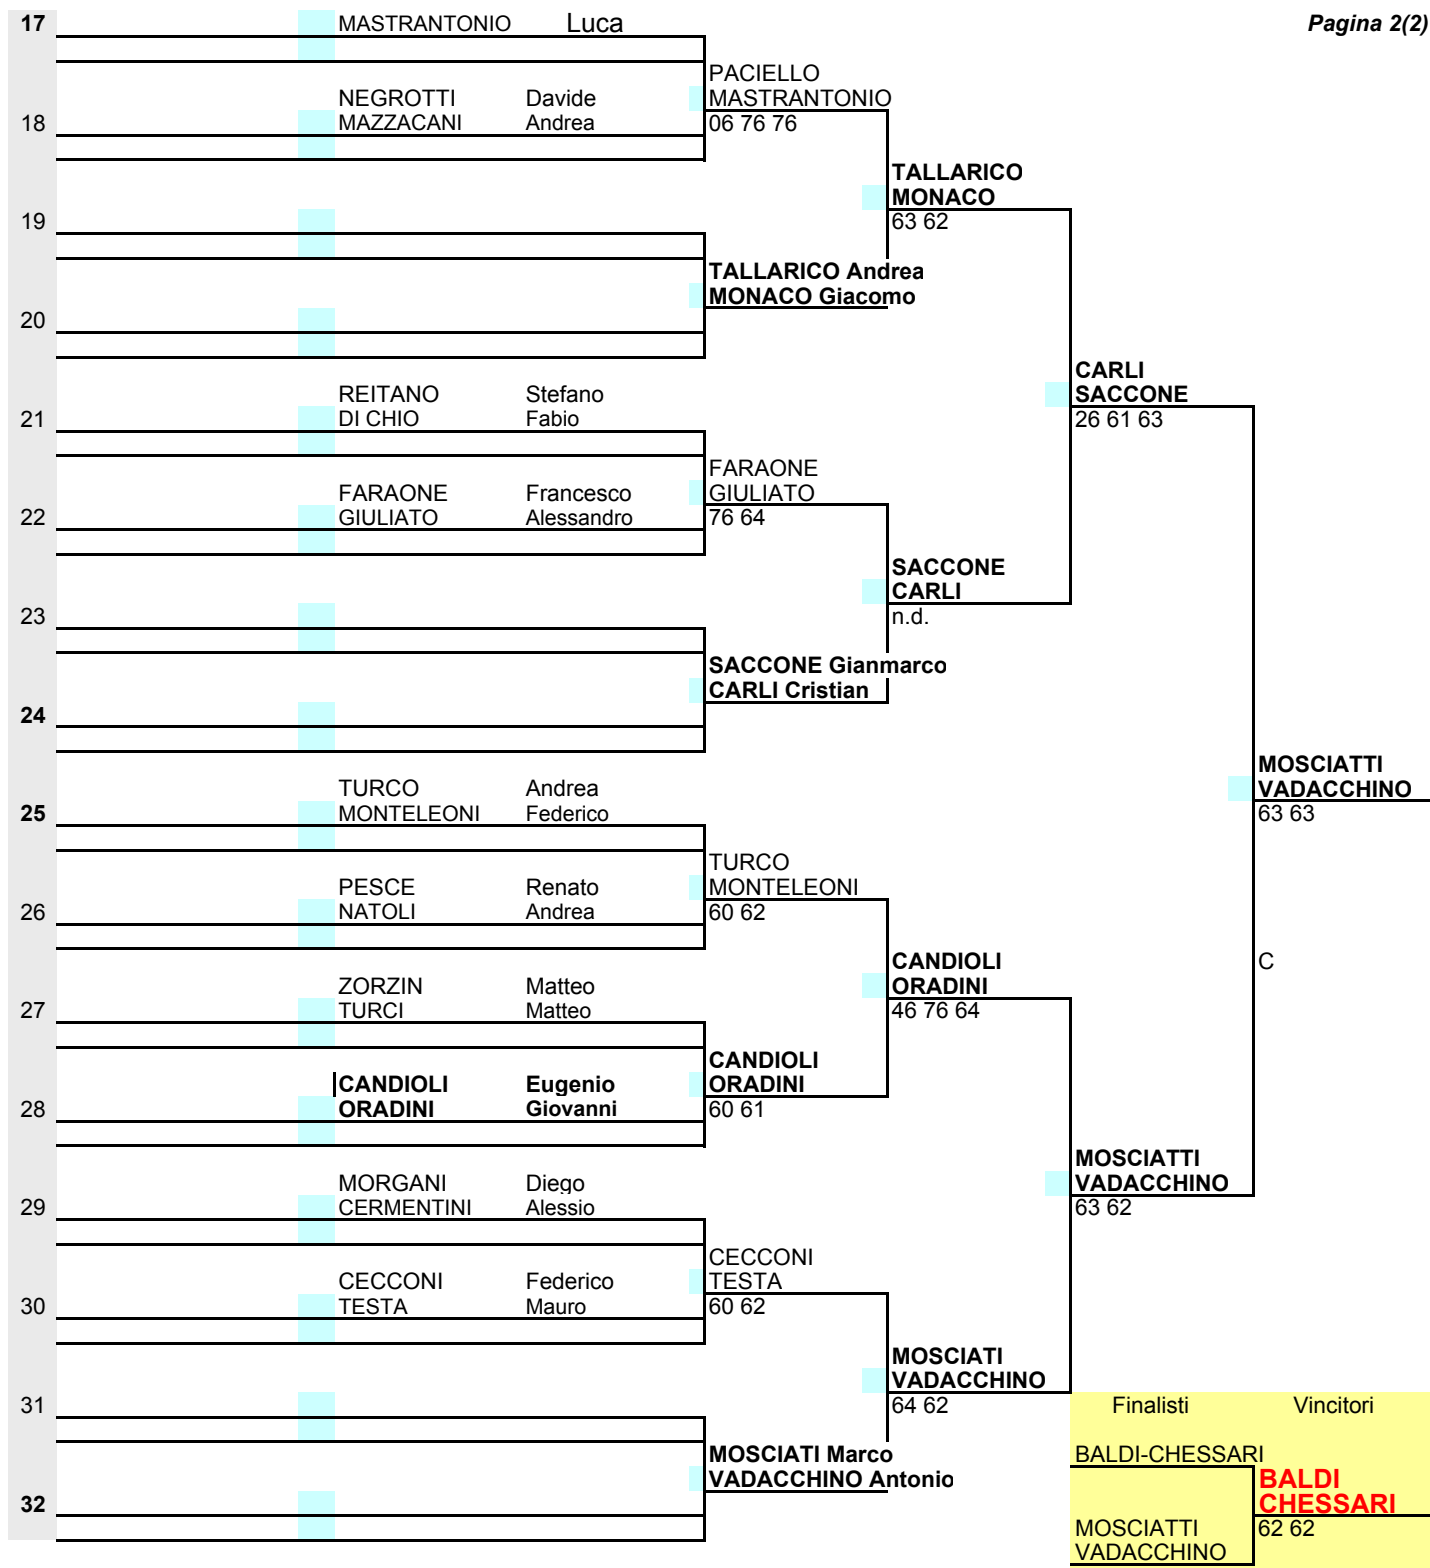 17 MASTRANTONIO Luca Pagina 2(2)
PACIELLO
NEGROTTI Davide MASTRANTONIO
18 MAZZACANI Andrea 06 76 76
TALLARICO
MONACO
19 63 62
TALLARICO Andrea
MONACO Giacomo
20
CARLI
REITANO Stefano SACCONE
21 DI CHIO Fabio 26 61 63
FARAONE
FARAONE Francesco GIULIATO
22 GIULIATO Alessandro 76 64
SACCONE
CARLI
23 n.d.
SACCONE Gianmarco
CARLI Cristian
24
MOSCIATTI
TURCO Andrea VADACCHINO
25 MONTELEONI Federico 63 63
TURCO
PESCE Renato MONTELEONI
26 NATOLI Andrea 60 62
CANDIOLI C
ZORZIN Matteo ORADINI
27 TURCI Matteo 46 76 64
CANDIOLI
CANDIOLI Eugenio ORADINI
28 ORADINI Giovanni 60 61
MOSCIATTI
MORGANI Diego VADACCHINO
29 CERMENTINI Alessio 63 62
CECCONI
CECCONI Federico TESTA
30 TESTA Mauro 60 62
MOSCIATI
VADACCHINO
31 64 62 Finalisti Vincitori
MOSCIATI Marco BALDI-CHESSARI
VADACCHINO Antonio BALDI
32 CHESSARI
MOSCIATTI 62 62
VADACCHINO